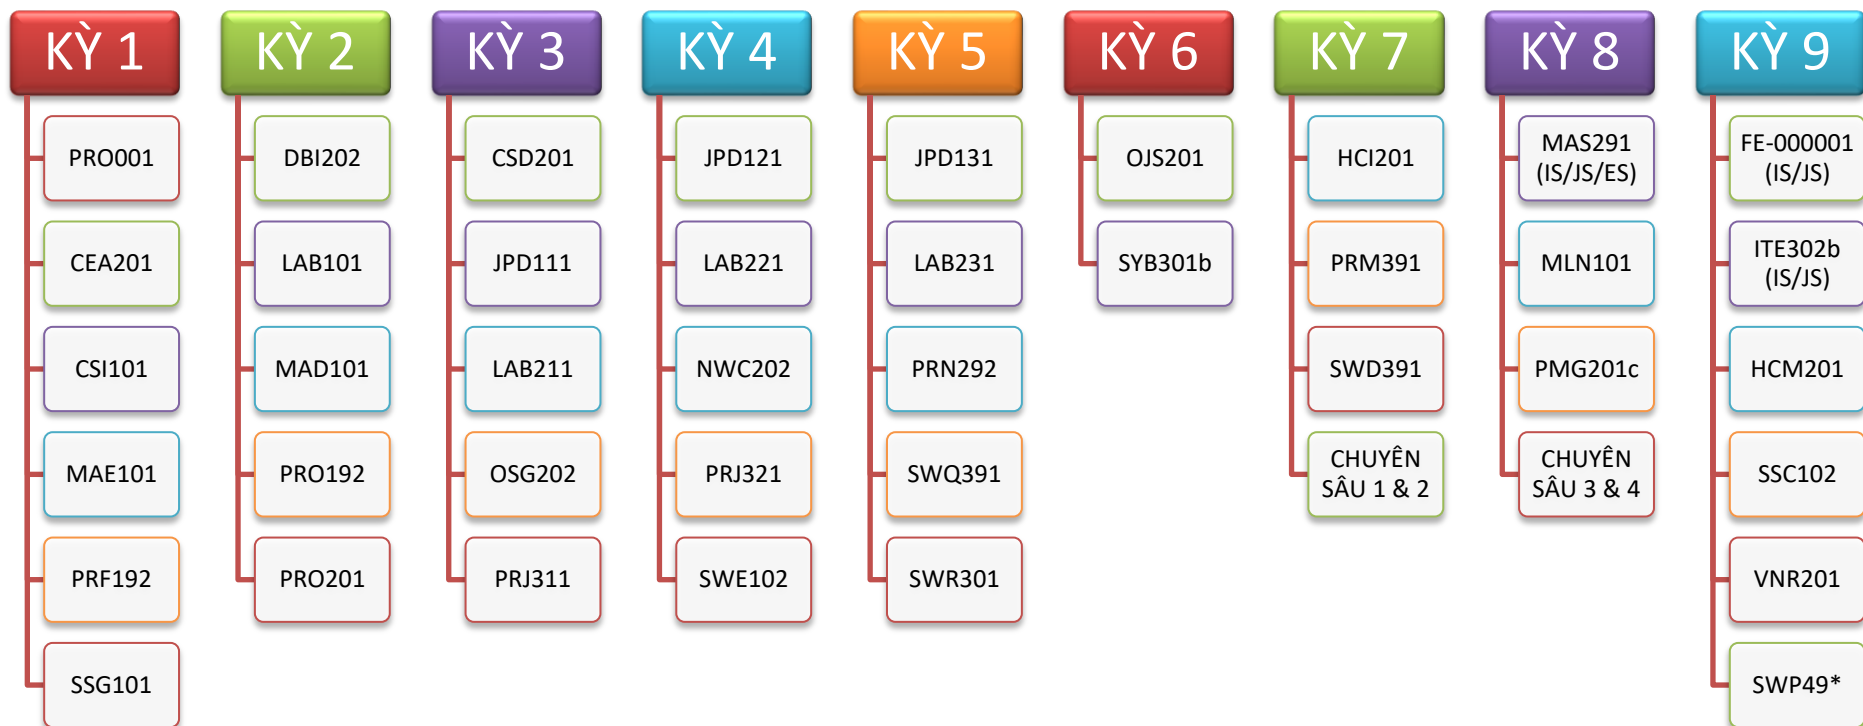 KỲ 1
PRO001
CEA201
CSI101
MAE101
PRF192
SSG101
KỲ 2
DBI202
LAB101
MAD101
PRO192
PRO201
KỲ 3
CSD201
JPD111
LAB211
OSG202
PRJ311
KỲ 4
JPD121
LAB221
NWC202
PRJ321
SWE102
KỲ 5
JPD131
LAB231
PRN292
SWQ391
SWR301
KỲ 6
OJS201
SYB301b
KỲ 7
HCI201
PRM391
SWD391
CHUYÊN
SÂU 1 & 2
KỲ 8
MAS291
(IS/JS/ES)
MLN101
PMG201c
CHUYÊN
SÂU 3 & 4
KỲ 9
FE-000001
(IS/JS)
ITE302b
(IS/JS)
HCM201
SSC102
VNR201
SWP49*